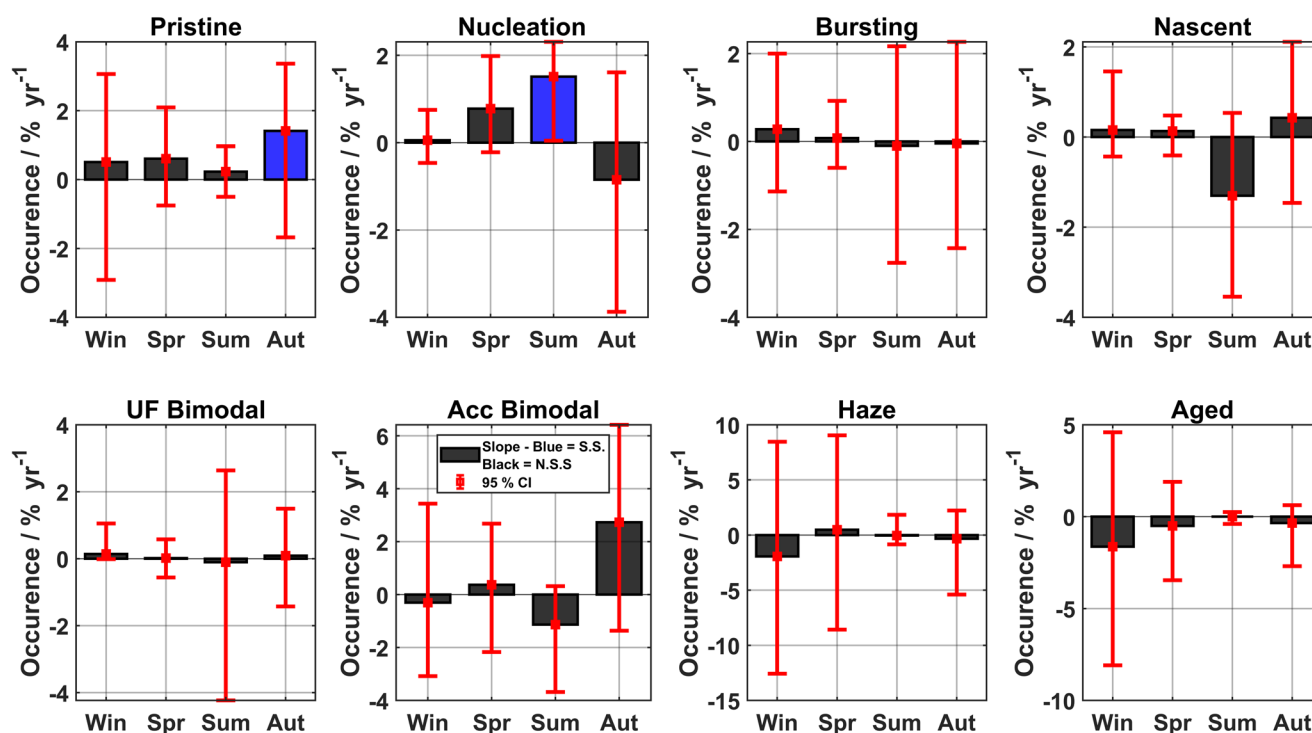 Pristine
Occurence / % yr-1
4
2
0
-2
-4
Win Spr Sum Aut
Nucleation
Occurence / % yr-1
2
0
-2
-4
Win Spr Sum Aut
Bursting
Occurence / % yr-1
2
0
-2
-4
Win Spr Sum Aut
Nascent
Occurence / % yr-1
2
0
-2
-4
Win Spr Sum Aut
UF Bimodal
Occurence / % yr-1
4
2
0
-2
-4
Win Spr Sum Aut
Acc Bimodal
Occurence / % yr-1
6
4
2
0
-2
-4
Slope - Blue = S.S.
Black = N.S.S
95 % CI
Win Spr Sum Aut
Haze
Occurence / % yr-1
10
5
0
-5
-10
-15
Win Spr Sum Aut
Aged
Occurence / % yr-1
5
0
-5
-10
Win Spr Sum Aut